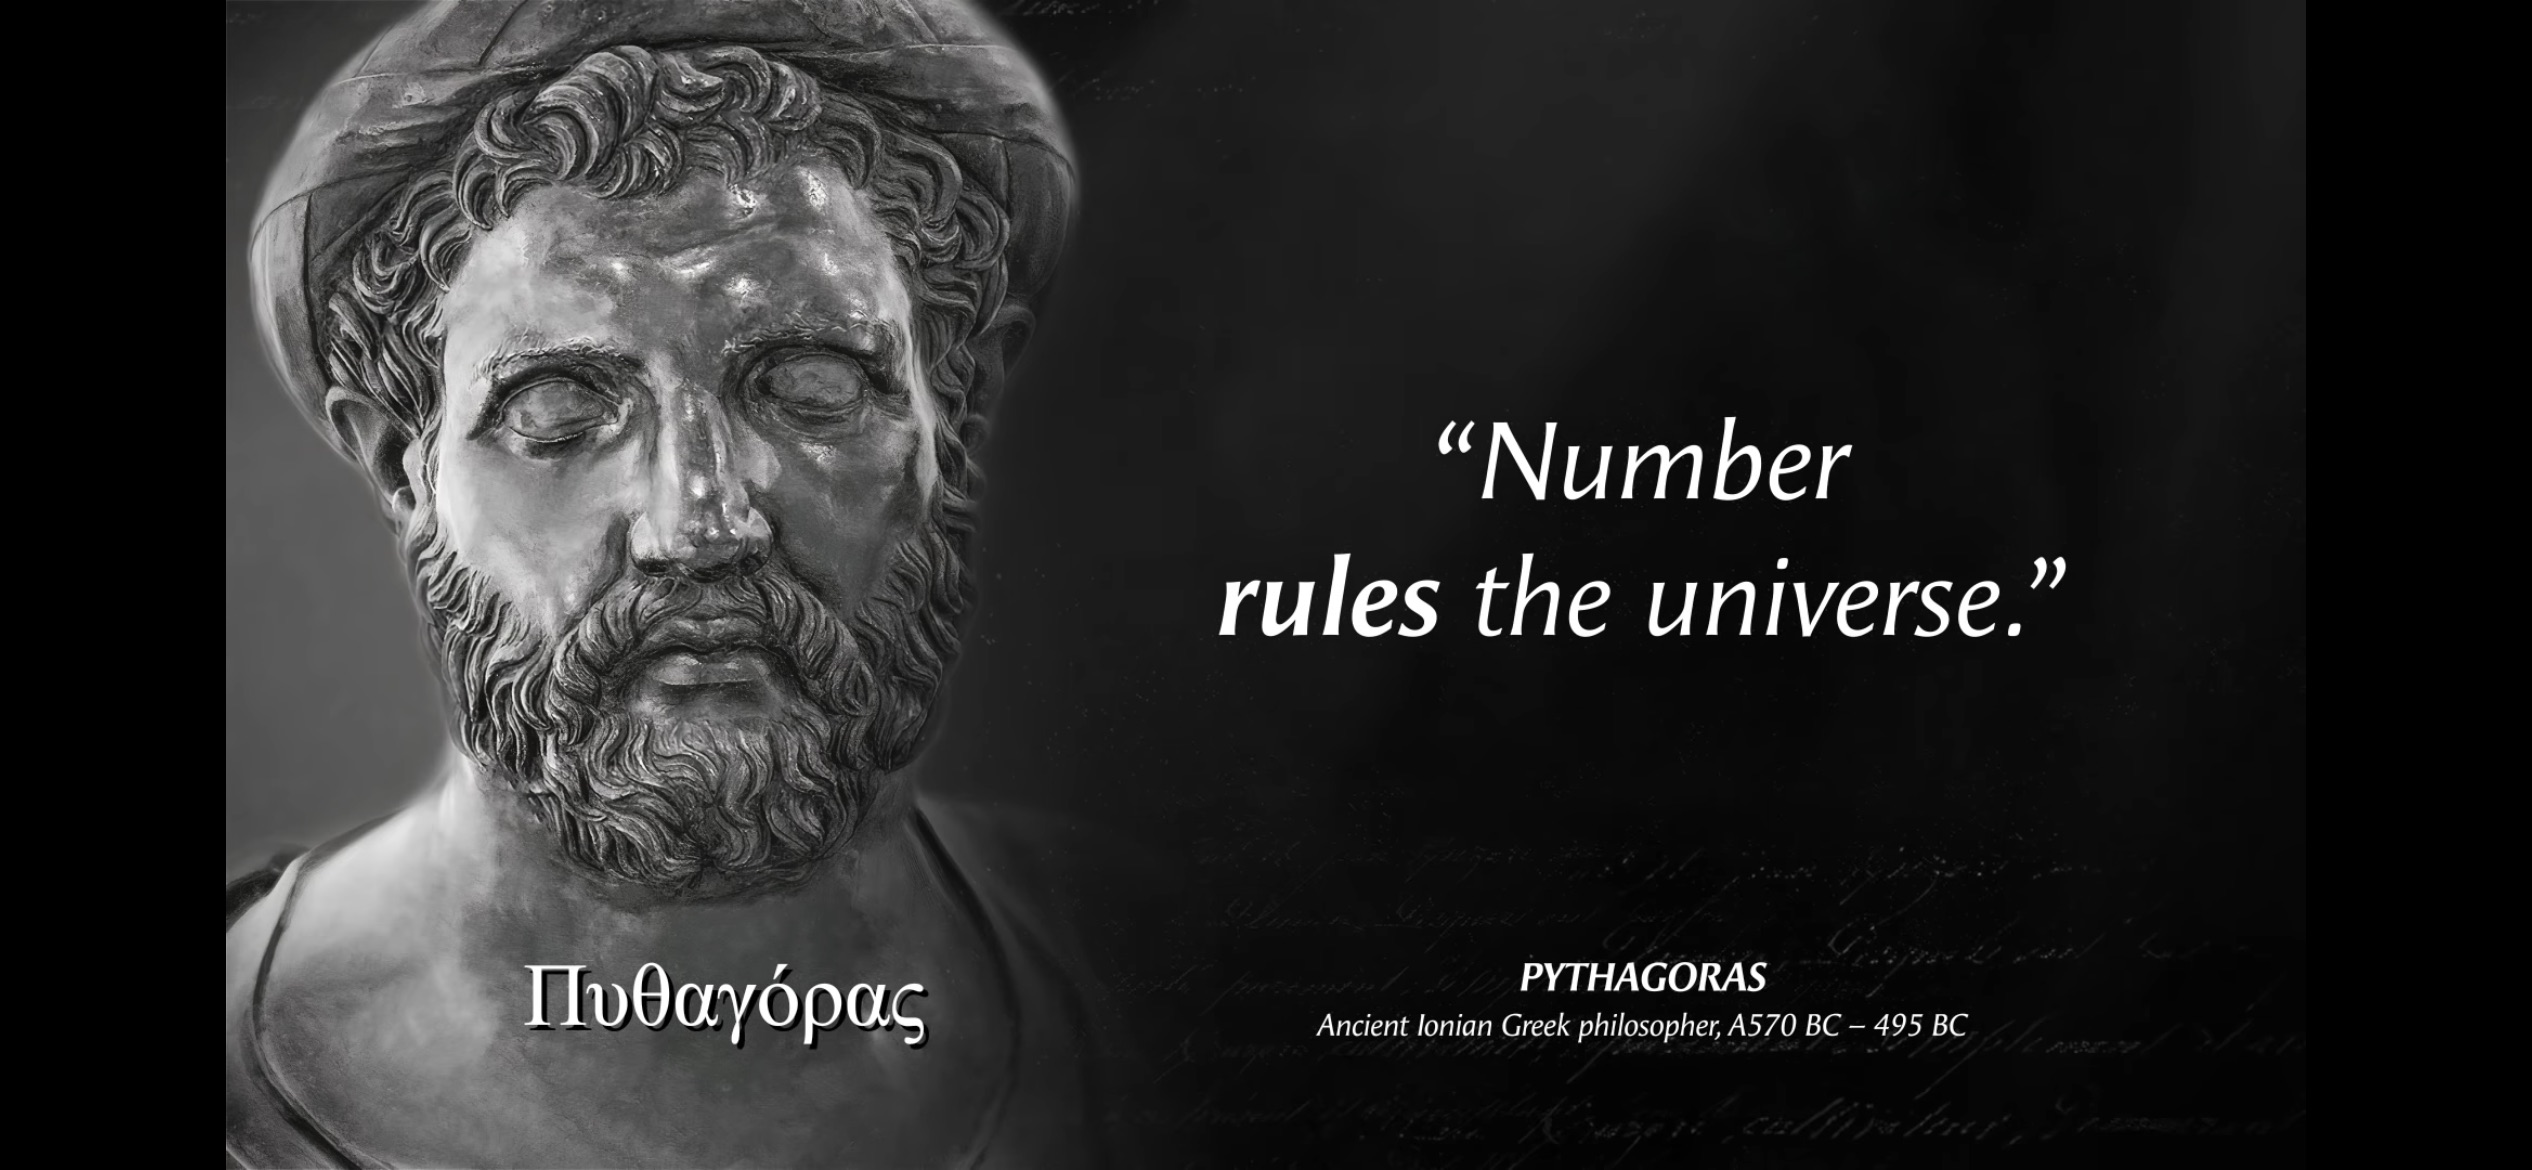 “Number
rules the universe.”
Πυθαγόρας
PYTHAGORAS
Ancient Ionian Greek philosopher, A570 BC – 495 BC